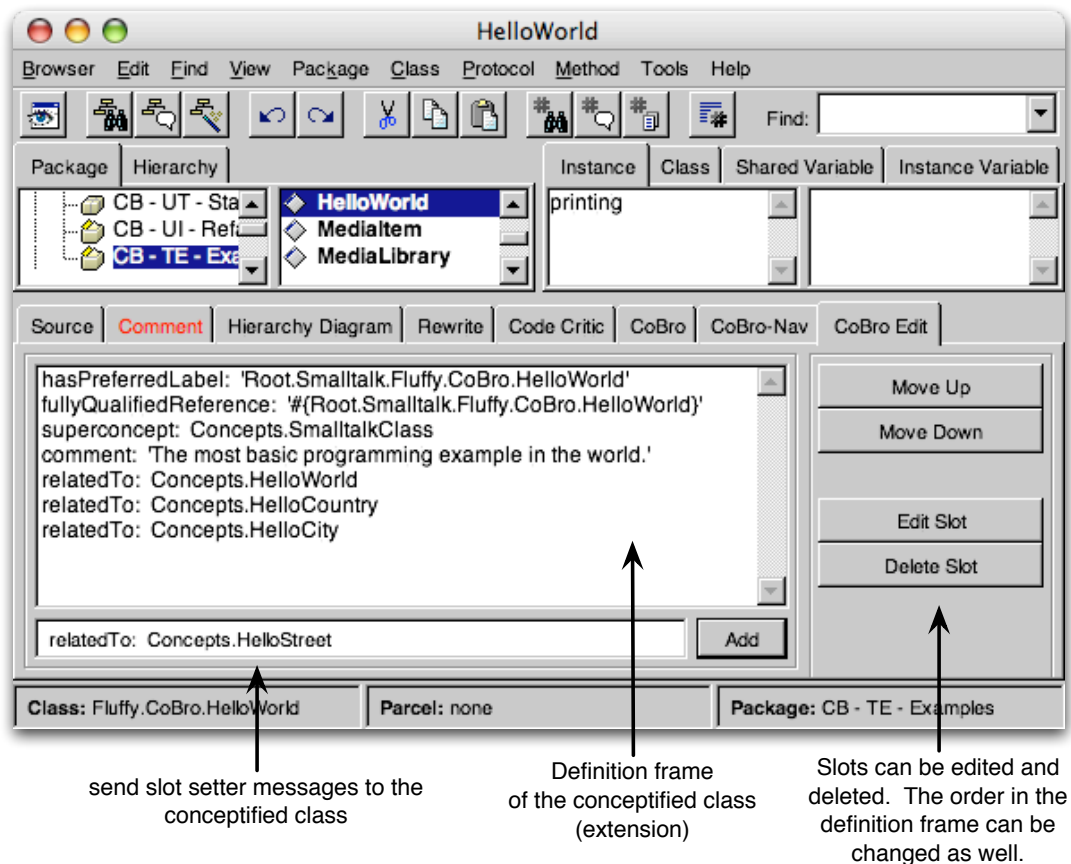 HelloWorld
Browser Edit Find View Package Class Protocol Method Tools Help
Find:
Package Hierarchy Instance Class Shared Variable Instance Variable
CB - UT - Sta HelloWorld printing
CB - UI - Refa MediaItem
CB - TE - Exa MediaLibrary
Source Comment Hierarchy Diagram Rewrite Code Critic CoBro CoBro-Nav CoBro Edit
hasPreferredLabel: 'Root.Smalltalk.Fluffy.CoBro.HelloWorld'
fullyQualifiedReference: '#{Root.Smalltalk.Fluffy.CoBro.HelloWorld}'
superconcept: Concepts.SmalltalkClass
comment: 'The most basic programming example in the world.'
relatedTo: Concepts.HelloWorld
relatedTo: Concepts.HelloCountry
relatedTo: Concepts.HelloCity
Move Up
Move Down
Edit Slot
Delete Slot
relatedTo: Concepts.HelloStreet Add
Class: Fluffy.CoBro.HelloWorld Parcel: none Package: CB - TE - Examples
send slot setter messages to the
conceptified class
Definition frame
of the conceptified class
(extension)
Slots can be edited and
deleted. The order in the
definition frame can be
changed as well.